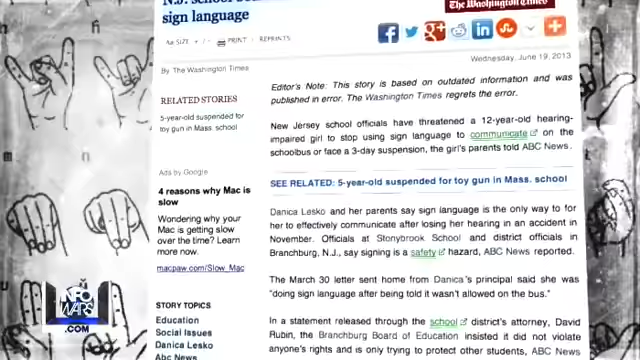 The Washington Times
sign language
Aa SIZE + / - PRINT REPRINTS
Wednesday, June 19, 2013
By The Washington Times
Editor's Note: This story is based on outdated information and was
published in error. The Washington Times regrets the error.
RELATED STORIES
5-year-old suspended for
toy gun in Mass. school
New Jersey school officials have threatened a 12-year-old hearing-
impaired girl to stop using sign language to communicate on the
schoolbus or face a 3-day suspension, the girl's parents told ABC News.
SEE RELATED: 5-year-old suspended for toy gun in Mass. school
Ads by Google
4 reasons why Mac is
slow
Wondering why your
Mac is getting slow
over the time? Learn
more now.
macpaw.com/Slow_Mac
Danica Lesko and her parents say sign language is the only way to for
her to effectively communicate after losing her hearing in an accident in
November. Officials at Stonybrook School and district officials in
Branchburg, N.J., say signing is a safety hazard, ABC News reported.
The March 30 letter sent home from Danica's principal said she was
"doing sign language after being told it wasn't allowed on the bus."
STORY TOPICS
Education
Social Issues
Danica Lesko
Abc News
In a statement released through the school district's attorney, David
Rubin, the Branchburg Board of Education insisted it did not violate
anyone's rights and is only trying to protect other students, ABC News
INFO
WARS
.COM